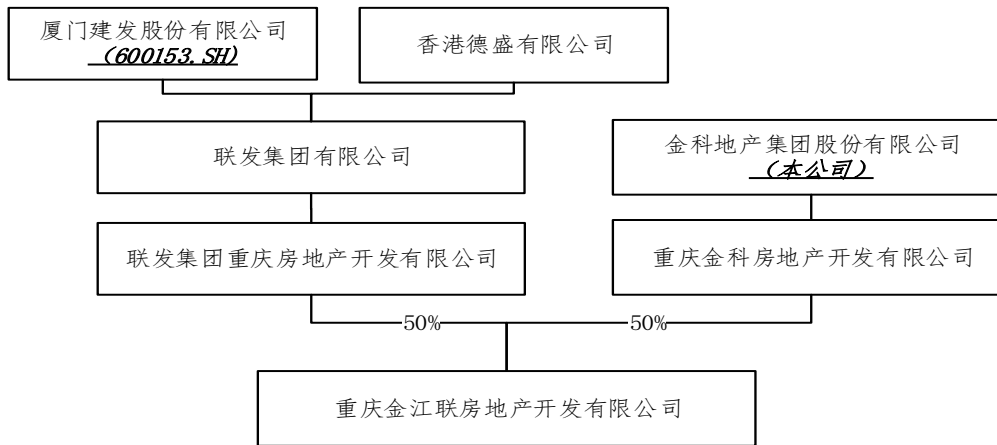 厦门建发股份有限公司
（600153.SH)
香港德盛有限公司
联发集团有限公司
金科地产集团股份有限公司
（本公司）
联发集团重庆房地产开发有限公司
重庆金科房地产开发有限公司
50%
50%
重庆金江联房地产开发有限公司